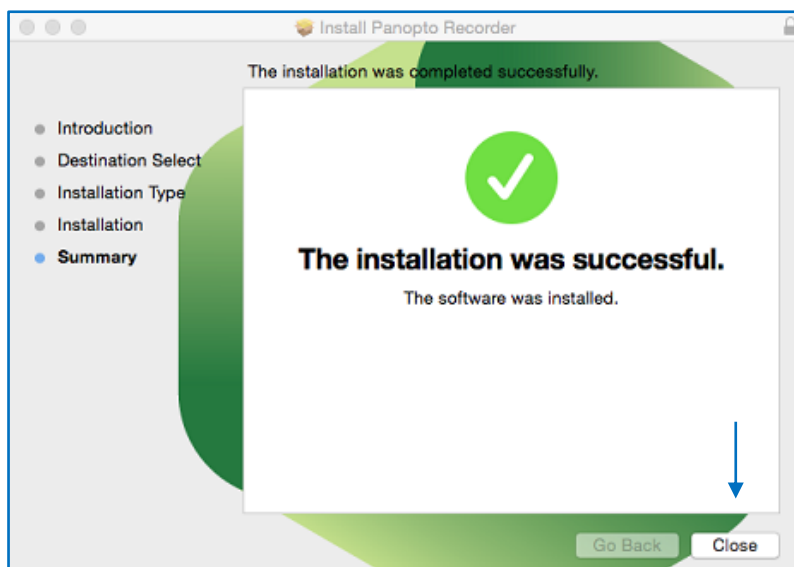 Install Panopto Recorder
The installation was completed successfully.
Introduction
Destination Select
Installation Type
Installation
Summary
The installation was successful.
The software was installed.
Go Back
Close